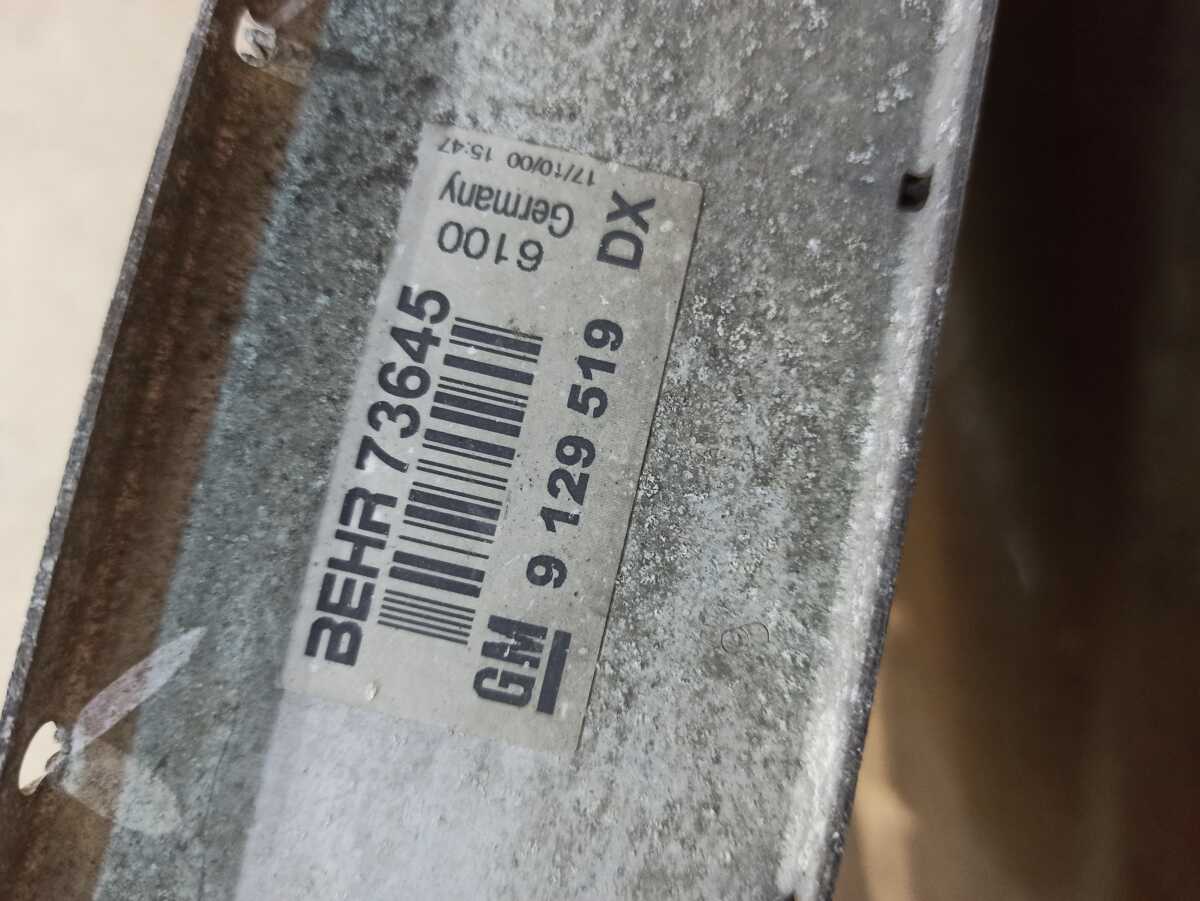 BEHR 73645
6100
Germany
17/10/00 15:47
GM 9 129 519 DX